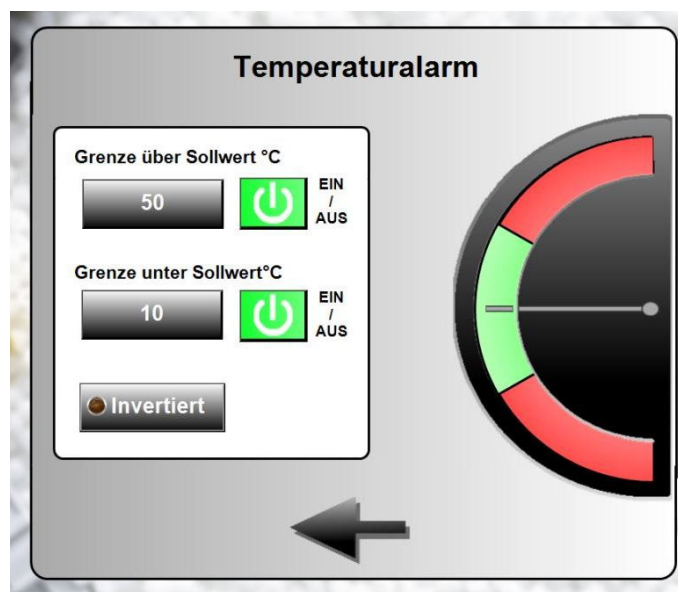 Temperaturalarm
Grenze über Sollwert °C
50
EIN
/
AUS
Grenze unter Sollwert°C
10
EIN
/
AUS
Invertiert